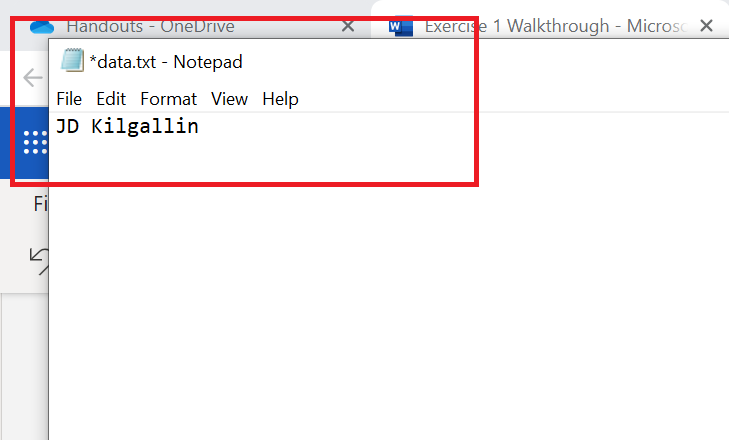 Handouts - OneDrive
Exercise 1 Walkthrough - Microso
*data.txt - Notepad
File Edit Format View Help
JD Kilgallin
Fi